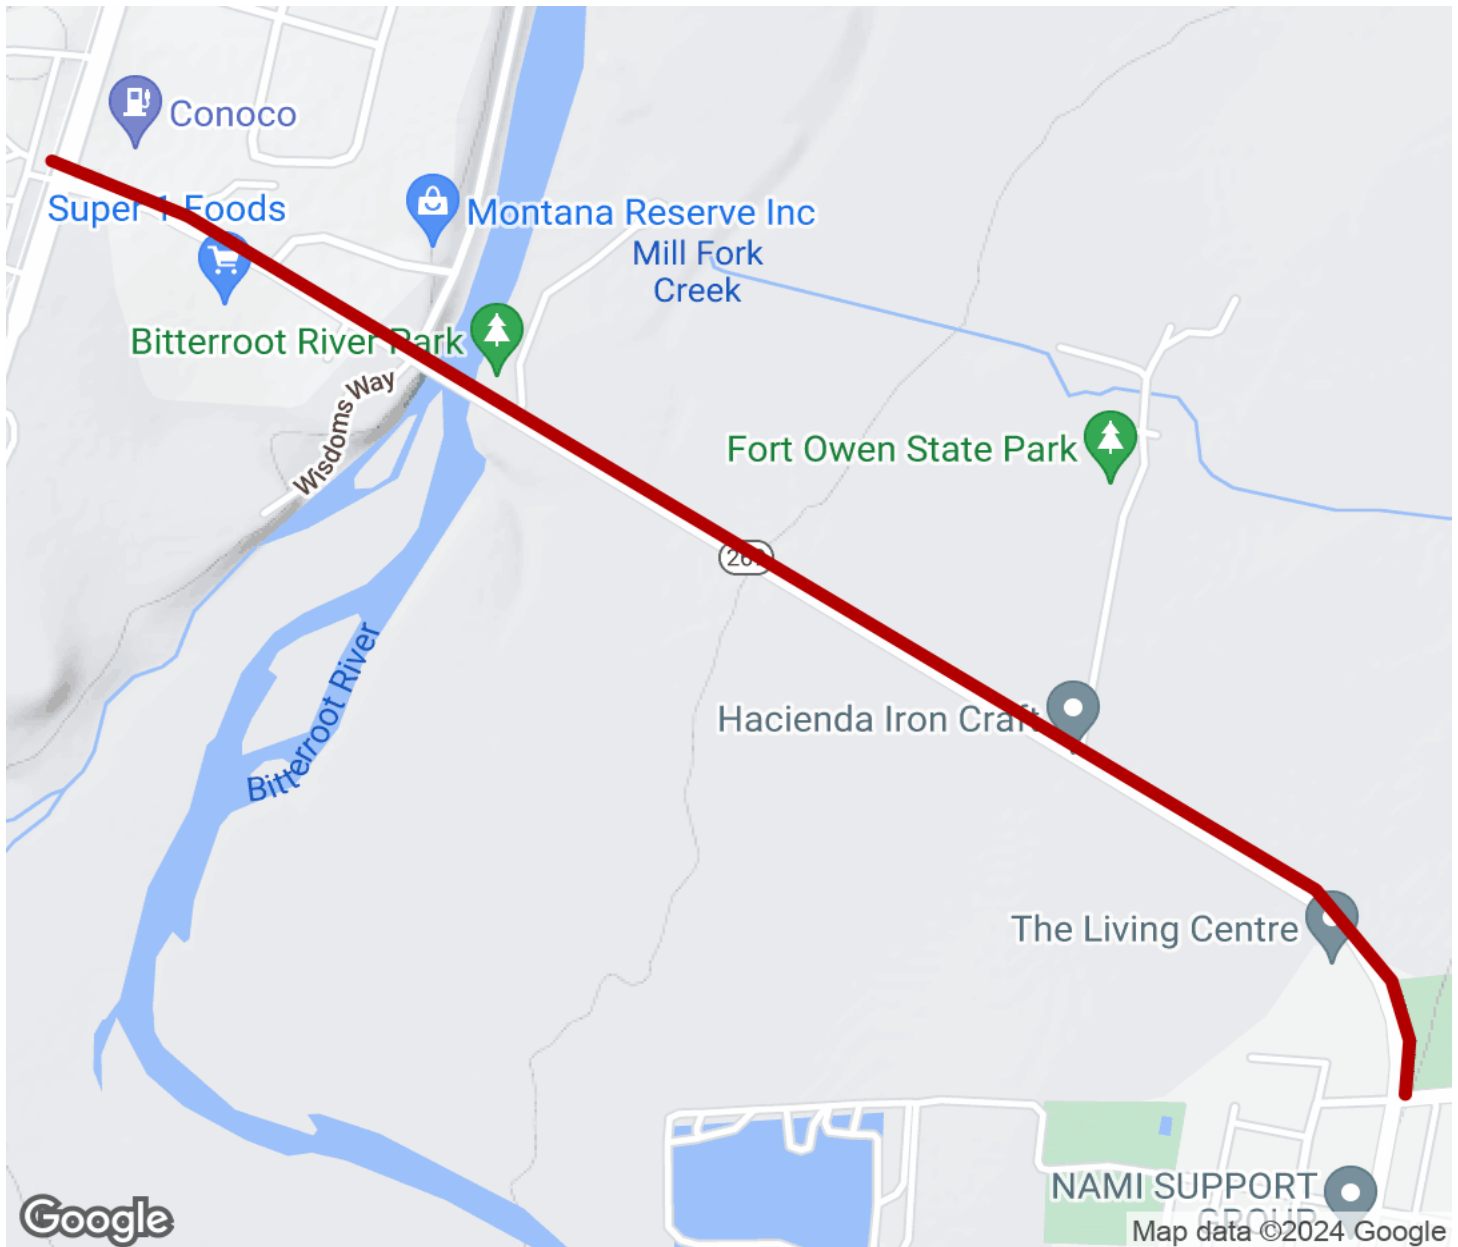 Conoco
Super 1 Foods
Montana Reserve Inc
Mill Fork
Creek
Bitterroot River Park
Wisdoms Way
Fort Owen State Park
Bitterroot River
Hacienda Iron Craft
The Living Centre
NAMI SUPPORT
GROUP
Google
Map data ©2024 Google